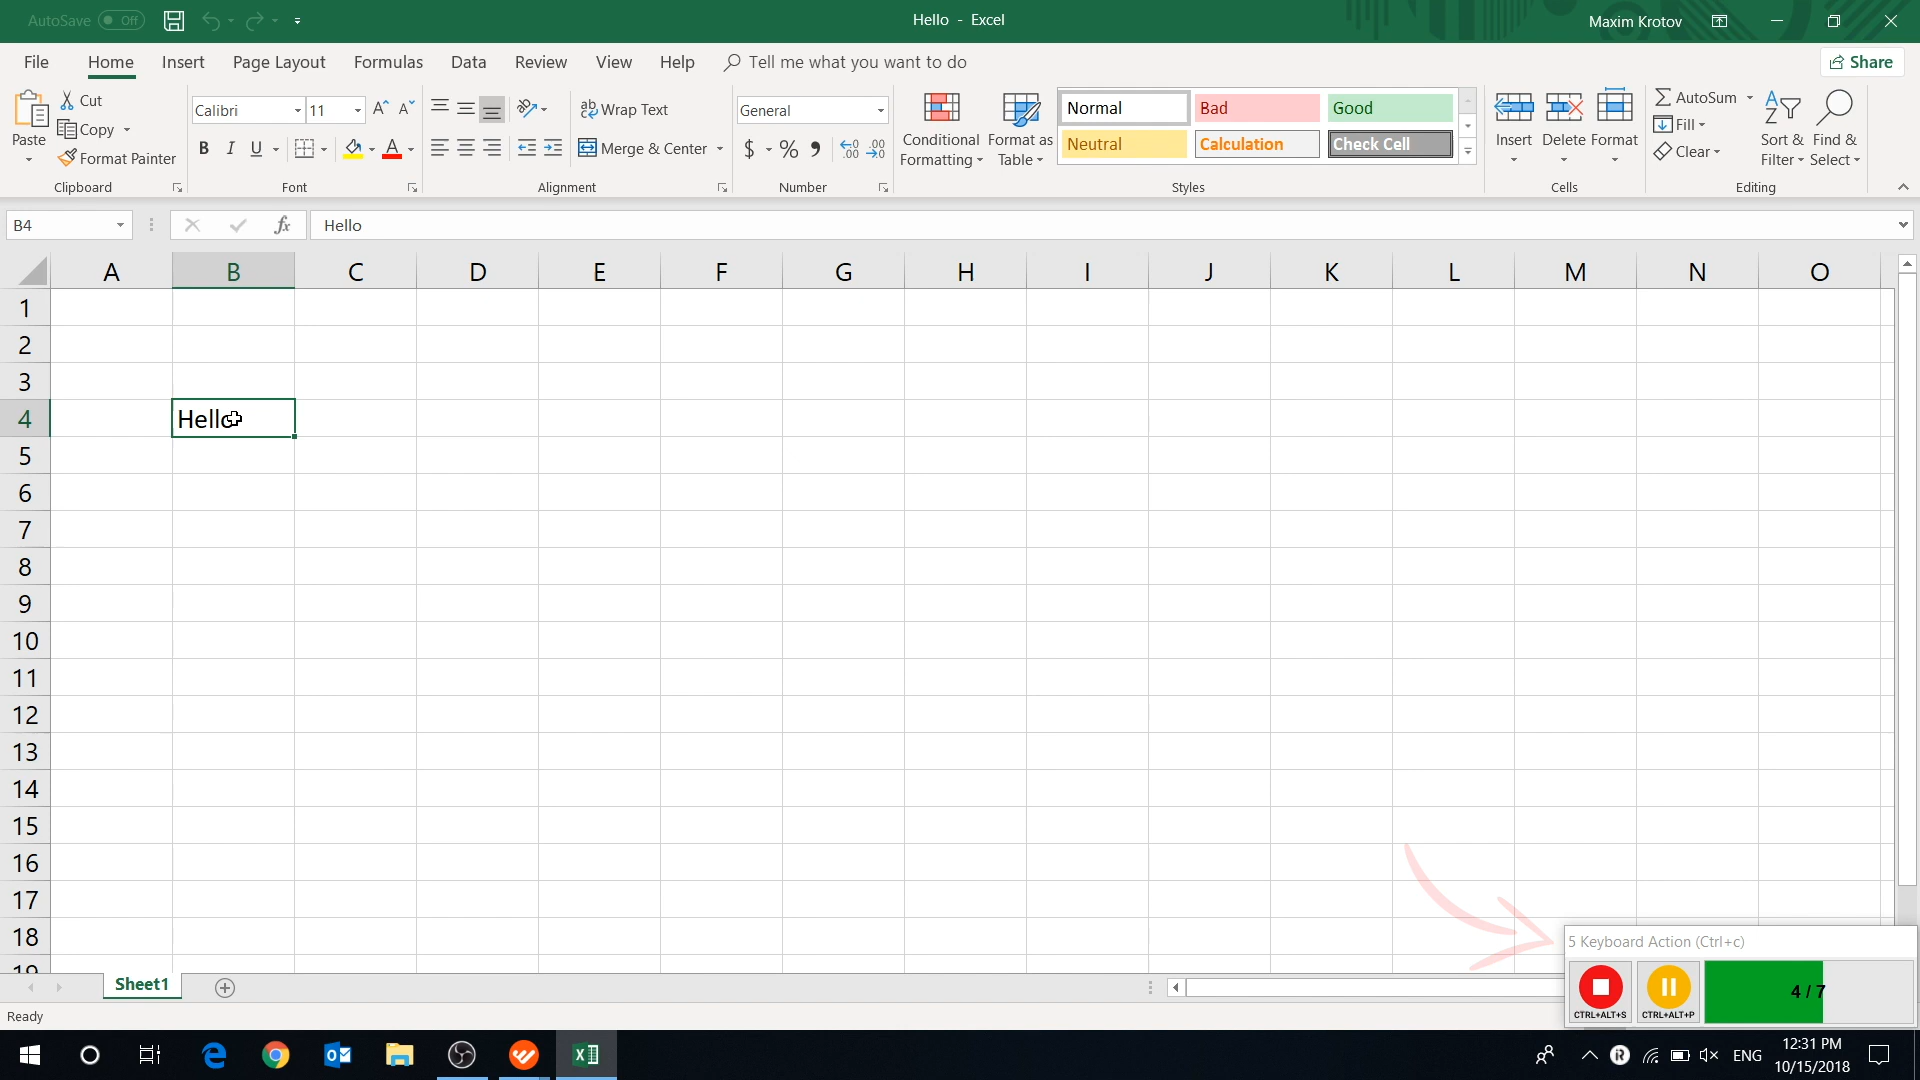 AutoSave Off
Hello - Excel
Maxim Krotov
File Home Insert Page Layout Formulas Data Review View Help Tell me what you want to do
Share
Paste
Cut
Copy
Format Painter
Clipboard
Calibri 11
B I U A
Font
ab Wrap Text
Merge & Center
Alignment
General
$ % , .00 .00
Number
Conditional Formatting
Format as Table
Normal Bad Good
Neutral Calculation Check Cell
Styles
Insert Delete Format
Cells
AutoSum
Fill
Clear
Sort & Filter
Find & Select
Editing
B4
fx
Hello
A B C D E F G H I J K L M N O
1
2
3
4 Hello
5
6
7
8
9
10
11
12
13
14
15
16
17
18
19
5 Keyboard Action (Ctrl+c)
CTRL+ALT+S CTRL+ALT+P 4 / 7
Sheet1
Ready
ENG
12:31 PM
10/15/2018